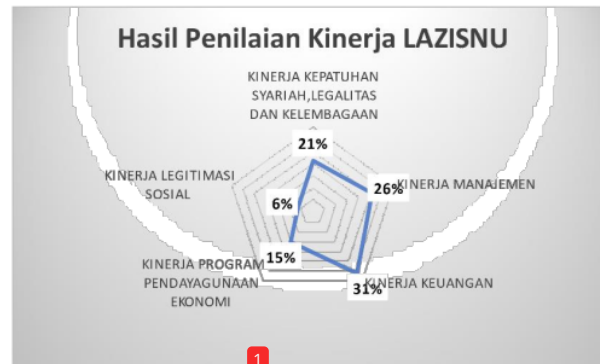 Hasil Penilaian Kinerja LAZISNU
KINERJA KEPATUHAN
SYARIAH,LEGALITAS
DAN KELEMBAGAAN
21%
KINERJA LEGITIMASI
SOSIAL
26%
KINERJA MANAJEMEN
6%
15%
KINERJA PROGRAM
PENDAYAGUNAAN
EKONOMI
31%
KINERJA KEUANGAN
1